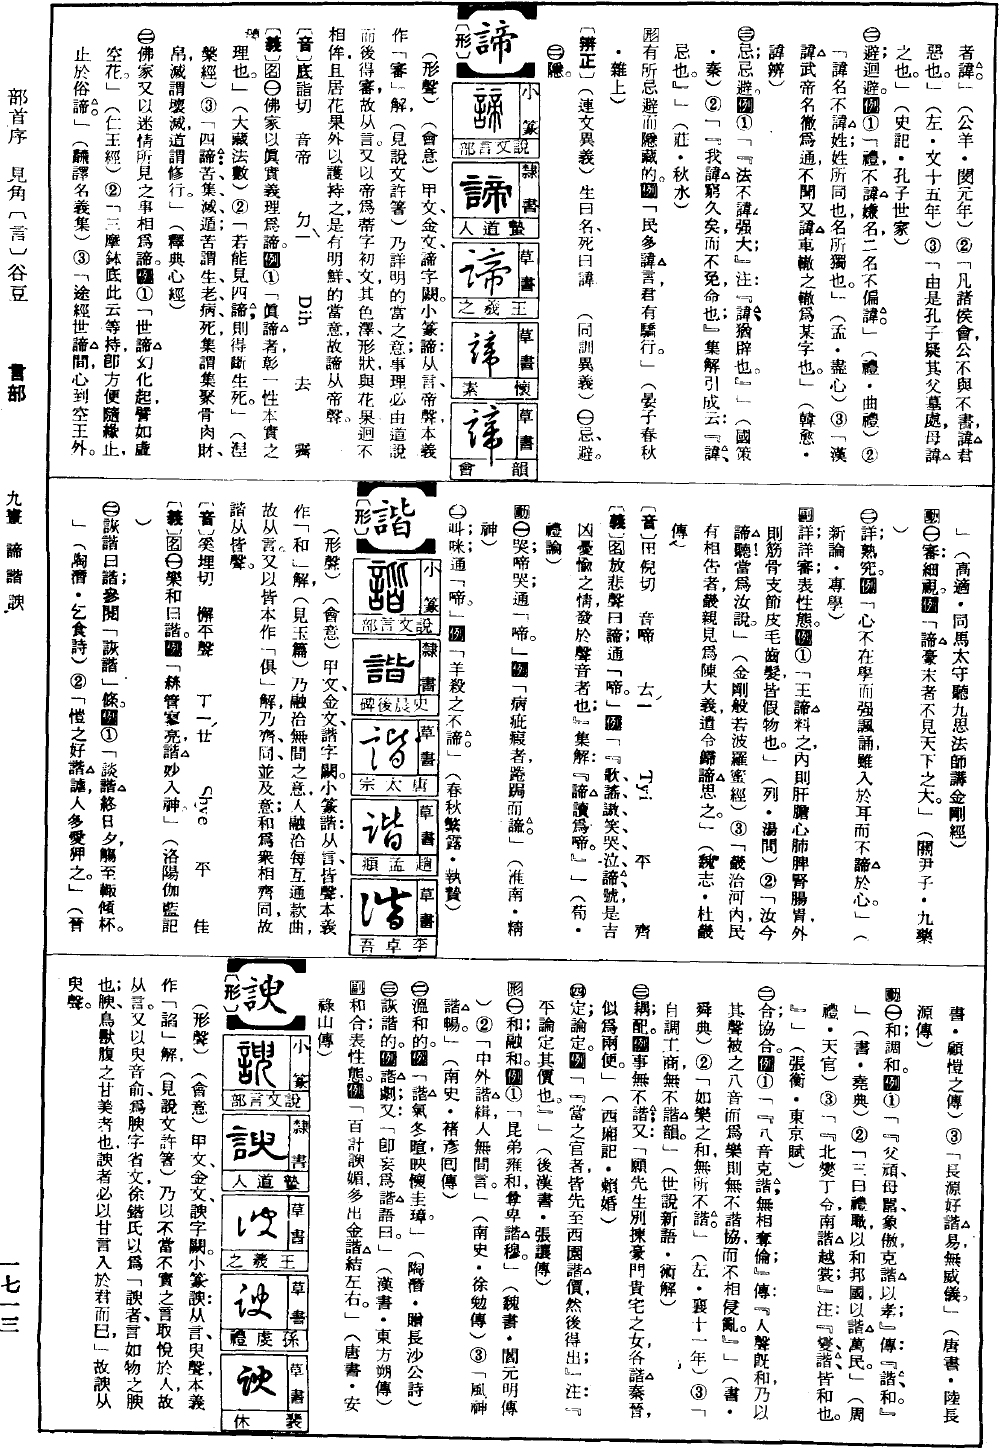 者諱」（公羊・閔元年）②「凡諸侯會，公不與不書，諱君
惡也。」（左・文十五年）③「由是孔子疑其父墓處，母諱
之也。」（史記・孔子世家）
㊁避；迴避。例①「禮，不諱嫌名，二名不偏諱。」（禮・曲禮）②
「諱名不諱姓，姓所同也，名所獨也。」（孟・盡心）③「漢
諱武帝名徹爲通，不聞又諱車轍之轍爲某字也。」（韓愈・
諱辨）
㊂忌；忌避。例①「『法不諱强大。』注：『諱猶辟也。』」（國策
・秦）②「『我諱窮久矣，而不免，命也。』集解引成云：『諱、
忌也。』」（莊・秋水）
形有所忌避而隱藏的。例「民多諱言，君有驕行。」（晏子春秋
・雜上）
〔辨正〕（連文異義）生曰名、死曰諱　（同訓異義）㊀忌、避。
㊁隱。
諦
〔形〕
小篆
說文言部
隸書
蟄道人
草書
王羲之
草書
懷素
草書
韻會
（形聲）（會意）甲文、金文、諦字闕。小篆諦：从言，帝聲，本義
作「審」解，（見說文許箸）乃詳明的當之意；事理必由道說
而後得審，故从言。又以帝爲蒂字初文，其色澤形狀與花果迥不
相侔，且居花果外以護持之，是有明鮮的當意，故諦从帝聲。
〔音〕底詣切　音帝　ㄉㄧˋ　Dih　去　霽
〔義〕名㊀佛家以眞實義理爲諦。例①「眞諦者，彰一性本實之
理也。」（大藏法數）②「若能見四諦，則得斷生死。」（涅
槃經）③「四諦：苦、集、滅、道；苦謂生老病死，集謂集聚骨肉財
帛，滅謂壞滅，道謂修行。」（釋典心經）
㊁佛家又以迷情所見之事相爲諦。例①「世諦幻化起，譬如虛
空花。」（仁王經）②「三摩鉢底，此云等持，卽方便隨緣止，
止於俗諦。」（飜譯名義集）③「途經世諦間，心到空王外。
」（高適・同馬太守聽九思法師講金剛經）
動㊀審細視。例「諦豪末者，不見天下之大。」（關尹子・九藥
）
㊁詳；熟究。例「心不在學而强諷誦，雖入於耳，而不諦於心。」（
新論・專學）
副詳；詳審，表性態。例①「王諦料之，內則肝膽心肺脾腎腸胃，外
則筋骨支節皮毛齒髮，皆假物也。」（列・湯問）②「汝今
諦聽，當爲汝說。」（金剛般若波羅蜜經）③「嚴治河內，民
有相告者，嚴親見爲陳大義，遣令歸諦思之。」（魏志・杜嚴
傳）
〔音〕田倪切　音啼　ㄊㄧˊ　Tyi　平　齊
〔義〕名放悲聲曰諦，通「啼。」例「『歌謠謸笑，哭泣諦號，是吉
凶憂愉之情發於聲音者也。』集解：『諦讀爲啼。』」（荀・
禮論）
動㊀哭；啼哭，通「啼。」例「病疵瘕者，踡跼而諦。」（淮南・精
神）
㊁叫；咪，通「啼。」例「羊殺之不諦。」（春秋繁露・執贄）
諧
〔形〕
小篆
說文言部
隸書
史晨後碑
草書
唐太宗
草書
趙孟頫
草書
李卓吾
（形聲）（會意）甲文、金文、諧字闕。小篆諧：从言，皆聲，本義
作「和」解，（見玉篇）乃融洽無間之意；人融洽每互通款曲，
故从言。又以皆本作「俱」解，乃齊同並及意；和爲衆相齊同，故
諧从皆聲。
〔音〕奚埋切　懈平聲　ㄒㄧㄝˊ　Shye　平　佳
〔義〕名㊀樂和曰諧。例「絲管寥亮，諧妙入神。」（洛陽伽藍記
）
㊁詼諧曰諧，參閱「詼諧」條。例①「談諧終日夕，觴至輒傾杯。
」（陶潛・乞食詩）②「愷之好諧謔，人多愛狎之。」（晉
書・顧愷之傳）③「長源好諧易，無威儀。」（唐書・陸長
源傳）
動㊀和；調和。例①「『父頑、母嚚、象傲，克諧以孝。』傳：『諧，和。』
」（書・堯典）②「三曰禮職，以和邦國，以諧萬民。」（周
禮・天官）③「『北燮丁令，南諧越裳。』注：『燮諧，皆和也。
』」（張衡・東京賦）
㊁合；協合。例①「『八音克諧，無相奪倫。』傳：『人聲旣和，乃以
其聲被之八音而爲樂，則無不諧協，而不相侵亂。』」（書・
舜典）②「如樂之和，無所不諧。」（左・襄十一年）③「
自調工商，無不諧韻。」（世說新語・術解）
㊂耦；配。例「事無不諧。」又「願先生別揀豪門貴宅之女，各諧秦晉，
似爲兩便。」（西廂記・賴婚）
㊃定；論定。例「『當之官者，皆先至西園諧價，然後得出。』注：『
平論定其價也。』」（後漢書・張讓傳）
形㊀和；融和。例①「昆弟雍和，尊卑諧穆。」（魏書・閻元明傳
）②「中外諧緝，人無間言。」（南史・徐勉傳）③「風神
諧暢。」（南史・褚彥回傳）
㊁溫和的。例「諧氣冬暄，映懷圭璋。」（陶潛・贈長沙公詩）
㊂詼諧的。例諧劇；又：「卽妄爲諧語曰。」（漢書・東方朔傳）
副和合，表性態。例「百計諛媚，多出金諧結左右。」（唐書・安
祿山傳）
諛
〔形〕
小篆
說文言部
隸書
蟄道人
草書
王羲之
草書
孫虔禮
草書
裴休
（形聲）（會意）甲文、金文、諛字闕。小篆諛：从言，臾聲，本義
作「諂」解，（見說文許箸）乃以不當不實之言取悅於人，故
从言。又以臾音俞，爲腴字省文，徐鍇氏以爲「諛者，言如物之腴
也；腴，鳥獸腹之甘美者也，諛者必以甘言入於君而已」故諛从
臾聲。
部首序　見角〔言〕谷豆　言部　九畫　諦諧諛　一七一三